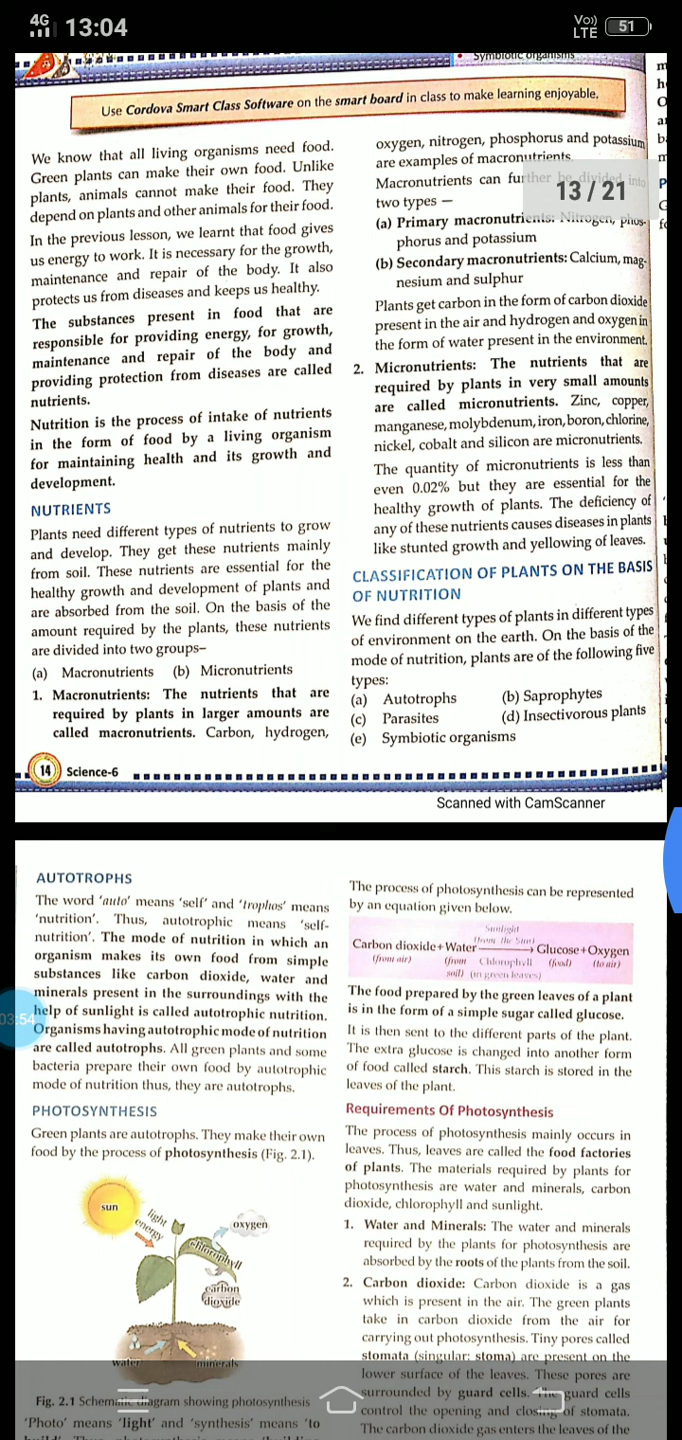 4G 13:04 Vo)) LTE 51
Symbiotic organisms
Use Cordova Smart Class Software on the smart board in class to make learning enjoyable.
13 / 21
We know that all living organisms need food.
Green plants can make their own food. Unlike
plants, animals cannot make their food. They
depend on plants and other animals for their food.
In the previous lesson, we learnt that food gives
us energy to work. It is necessary for the growth,
maintenance and repair of the body. It also
protects us from diseases and keeps us healthy.
The substances present in food that are
responsible for providing energy, for growth,
maintenance and repair of the body and
providing protection from diseases are called
nutrients.
Nutrition is the process of intake of nutrients
in the form of food by a living organism
for maintaining health and its growth and
development.
NUTRIENTS
Plants need different types of nutrients to grow
and develop. They get these nutrients mainly
from soil. These nutrients are essential for the
healthy growth and development of plants and
are absorbed from the soil. On the basis of the
amount required by the plants, these nutrients
are divided into two groups–
(a) Macronutrients (b) Micronutrients
1. Macronutrients: The nutrients that are
required by plants in larger amounts are
called macronutrients. Carbon, hydrogen,
oxygen, nitrogen, phosphorus and potassium
are examples of macronutrients.
Macronutrients can further be divided into
two types —
(a) Primary macronutrients: Nitrogen, phos-
phorus and potassium
(b) Secondary macronutrients: Calcium, mag-
nesium and sulphur
Plants get carbon in the form of carbon dioxide
present in the air and hydrogen and oxygen in
the form of water present in the environment.
2. Micronutrients: The nutrients that are
required by plants in very small amounts
are called micronutrients. Zinc, copper,
manganese, molybdenum, iron, boron, chlorine,
nickel, cobalt and silicon are micronutrients.
The quantity of micronutrients is less than
even 0.02% but they are essential for the
healthy growth of plants. The deficiency of
any of these nutrients causes diseases in plants
like stunted growth and yellowing of leaves.
CLASSIFICATION OF PLANTS ON THE BASIS
OF NUTRITION
We find different types of plants in different types
of environment on the earth. On the basis of the
mode of nutrition, plants are of the following five
types:
(a) Autotrophs (b) Saprophytes
(c) Parasites (d) Insectivorous plants
(e) Symbiotic organisms
14 Science-6
Scanned with CamScanner
AUTOTROPHS
The word 'auto' means 'self' and 'trophos' means
'nutrition'. Thus, autotrophic means 'self-
nutrition'. The mode of nutrition in which an
organism makes its own food from simple
substances like carbon dioxide, water and
minerals present in the surroundings with the
help of sunlight is called autotrophic nutrition.
Organisms having autotrophic mode of nutrition
are called autotrophs. All green plants and some
bacteria prepare their own food by autotrophic
mode of nutrition thus, they are autotrophs.
03:54
PHOTOSYNTHESIS
Green plants are autotrophs. They make their own
food by the process of photosynthesis (Fig. 2.1).
sun
light
energy
oxygen
chlorophyll
carbon
dioxide
water
minerals
Fig. 2.1 Schematic diagram showing photosynthesis
'Photo' means 'light' and 'synthesis' means 'to
The process of photosynthesis can be represented
by an equation given below.
Sunlight
(from the Sun)
Carbon dioxide+Water → Glucose+Oxygen
(from air) (from Chlorophyll (food) (to air)
soil) (in green leaves)
The food prepared by the green leaves of a plant
is in the form of a simple sugar called glucose.
It is then sent to the different parts of the plant.
The extra glucose is changed into another form
of food called starch. This starch is stored in the
leaves of the plant.
Requirements Of Photosynthesis
The process of photosynthesis mainly occurs in
leaves. Thus, leaves are called the food factories
of plants. The materials required by plants for
photosynthesis are water and minerals, carbon
dioxide, chlorophyll and sunlight.
1. Water and Minerals: The water and minerals
required by the plants for photosynthesis are
absorbed by the roots of the plants from the soil.
2. Carbon dioxide: Carbon dioxide is a gas
which is present in the air. The green plants
take in carbon dioxide from the air for
carrying out photosynthesis. Tiny pores called
stomata (singular: stoma) are present on the
lower surface of the leaves. These pores are
surrounded by guard cells. The guard cells
control the opening and closing of stomata.
The carbon dioxide gas enters the leaves of the